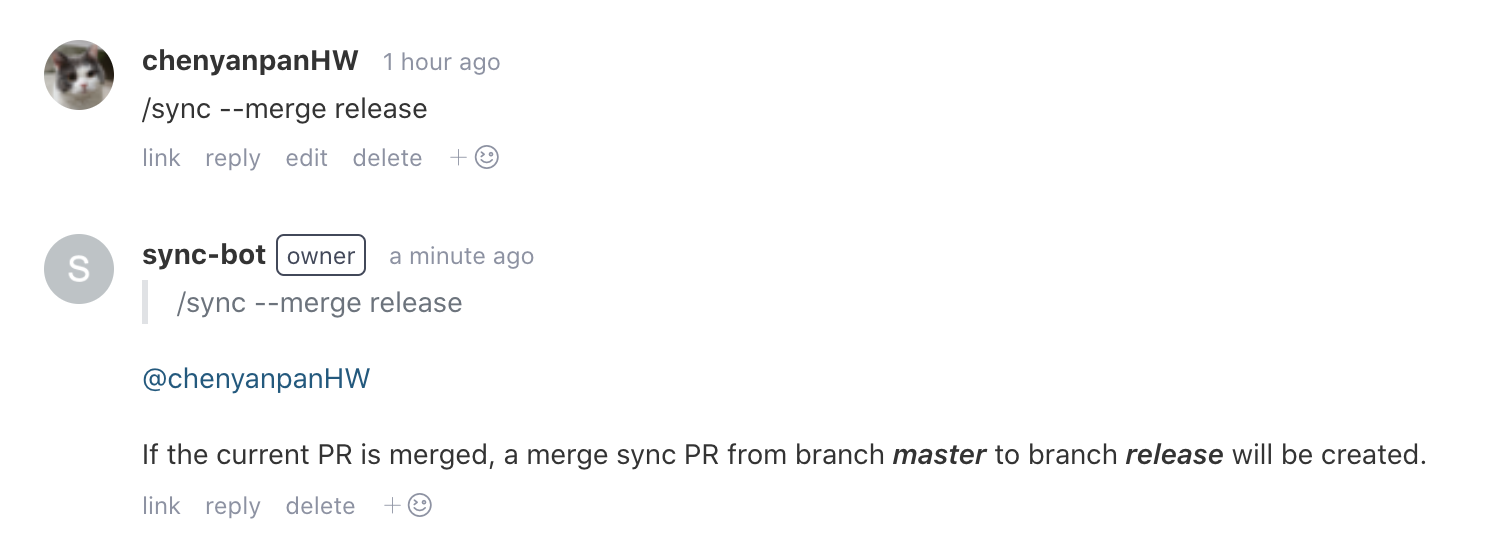 chenyanpanHW 1 hour ago
/sync --merge release
link reply edit delete +
S
sync-bot owner a minute ago
/sync --merge release
@chenyanpanHW
If the current PR is merged, a merge sync PR from branch master to branch release will be created.
link reply delete +